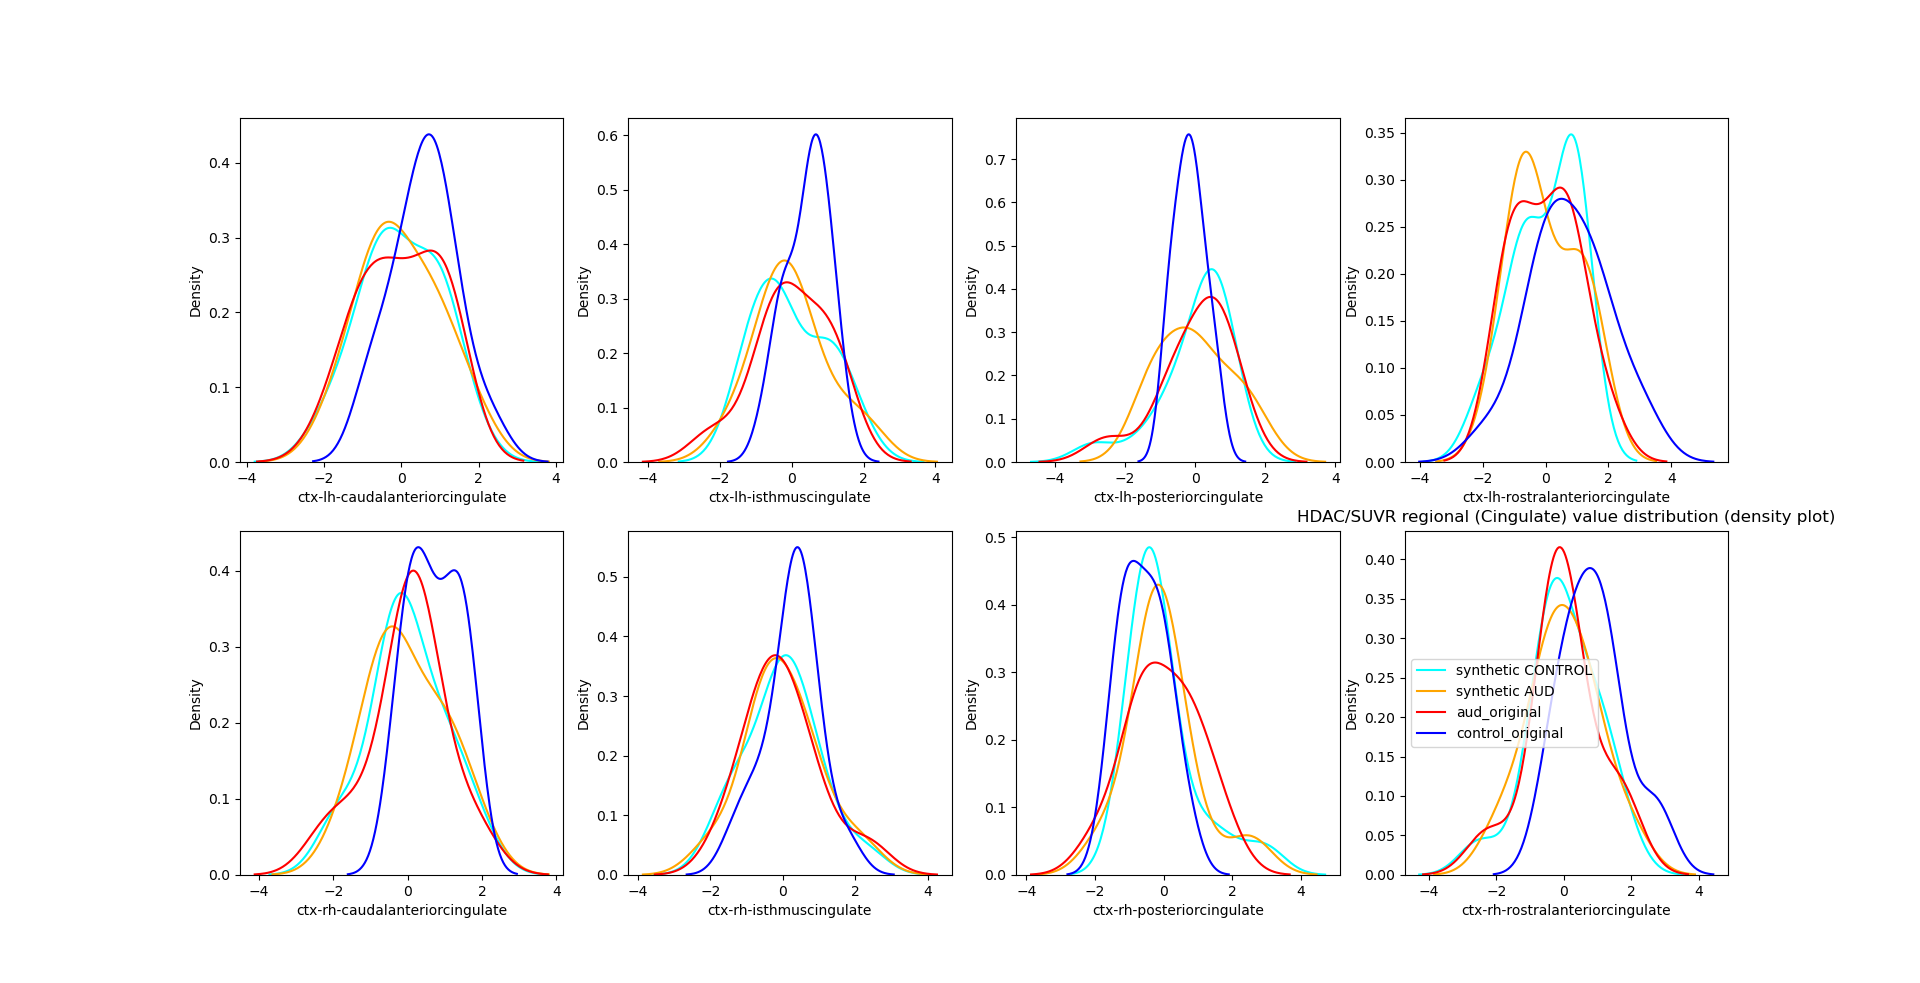 0.4
0.3
0.2
0.1
0.0
Density
−4 −2 0 2 4
ctx-lh-caudalanteriorcingulate
0.6
0.5
0.4
0.3
0.2
0.1
0.0
Density
−4 −2 0 2 4
ctx-lh-isthmuscingulate
0.7
0.6
0.5
0.4
0.3
0.2
0.1
0.0
Density
−4 −2 0 2 4
ctx-lh-posteriorcingulate
0.35
0.30
0.25
0.20
0.15
0.10
0.05
0.00
Density
−4 −2 0 2 4
ctx-lh-rostralanteriorcingulate
HDAC/SUVR regional (Cingulate) value distribution (density plot)
0.4
0.3
0.2
0.1
0.0
Density
−4 −2 0 2 4
ctx-rh-caudalanteriorcingulate
0.5
0.4
0.3
0.2
0.1
0.0
Density
−4 −2 0 2 4
ctx-rh-isthmuscingulate
0.5
0.4
0.3
0.2
0.1
0.0
Density
−4 −2 0 2 4
ctx-rh-posteriorcingulate
0.40
0.35
0.30
0.25
0.20
0.15
0.10
0.05
0.00
Density
synthetic CONTROL
synthetic AUD
aud_original
control_original
−4 −2 0 2 4
ctx-rh-rostralanteriorcingulate